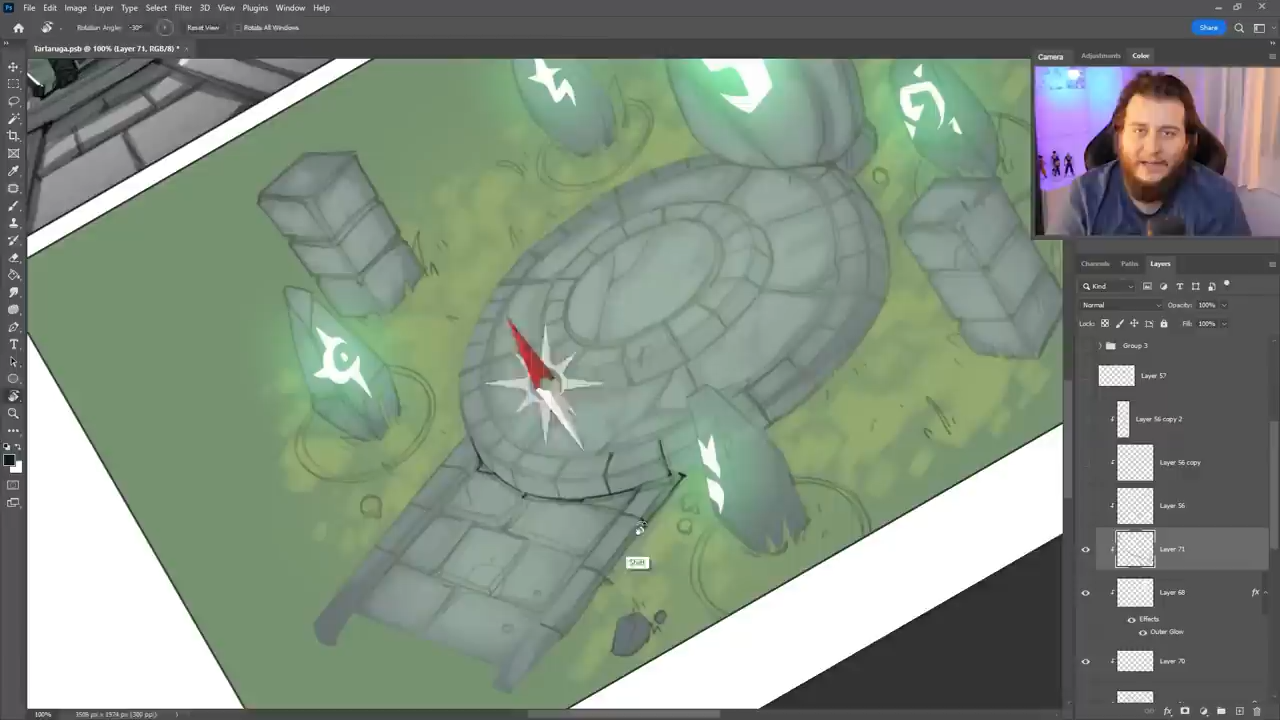 File Edit Image Layer Type Select Filter 3D View Plugins Window Help
Rotation Angle: -30° Reset View Rotate All Windows Share
Tartaruga.psb @ 100% (Layer 71, RGB/8) *
Camera Adjustments Color
Channels Paths Layers
Kind
Normal Opacity: 100%
Lock: Fill: 100%
Group 3
Layer 57
Layer 56 copy 2
Layer 56 copy
Layer 56
Layer 71
Shift
Layer 68 fx
Effects
Outer Glow
Layer 70
100%